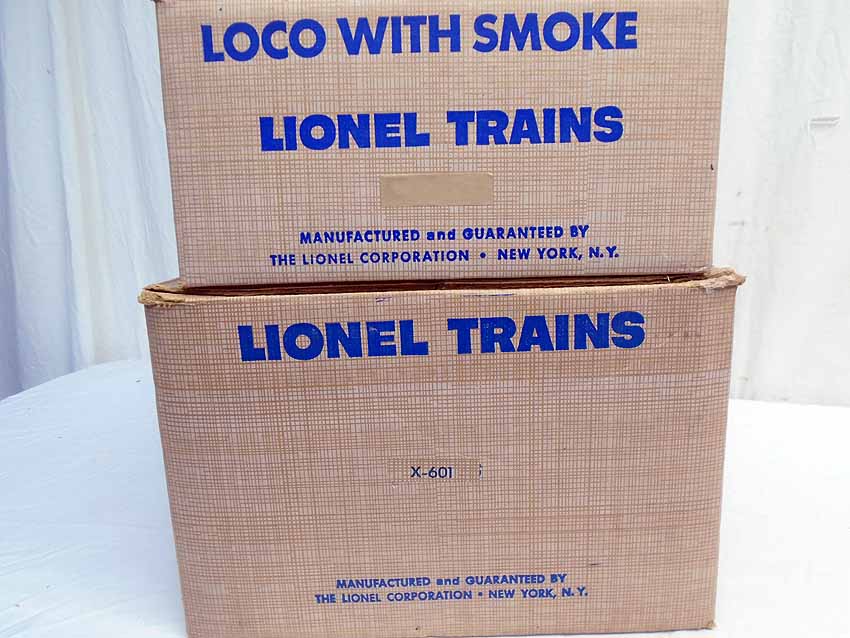 LOCO WITH SMOKE
LIONEL TRAINS
MANUFACTURED and GUARANTEED BY
THE LIONEL CORPORATION • NEW YORK, N.Y.
LIONEL TRAINS
X-601
MANUFACTURED and GUARANTEED BY
THE LIONEL CORPORATION • NEW YORK, N.Y.